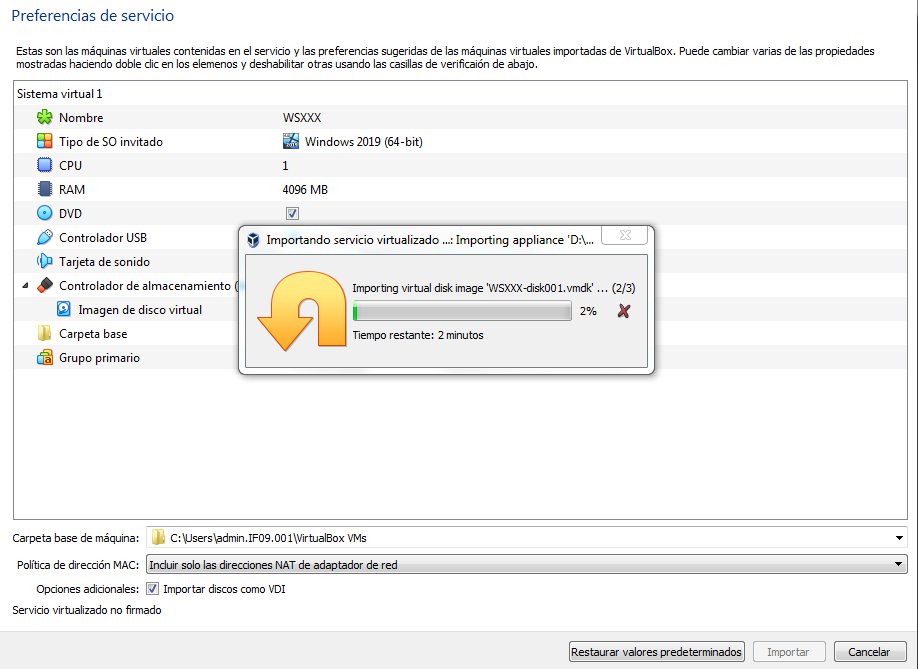 Preferencias de servicio
Estas son las máquinas virtuales contenidas en el servicio y las preferencias sugeridas de las máquinas virtuales importadas de VirtualBox. Puede cambiar varias de las propiedades
mostradas haciendo doble clic en los elemenos y deshabilitar otras usando las casillas de verificaión de abajo.
Sistema virtual 1
Nombre WSXXX
Tipo de SO invitado Windows 2019 (64-bit)
CPU 1
RAM 4096 MB
DVD
Controlador USB
Tarjeta de sonido
Controlador de almacenamiento (
Imagen de disco virtual
Carpeta base
Grupo primario
Importando servicio virtualizado ...: Importing appliance 'D:\...
Importing virtual disk image 'WSXXX-disk001.vmdk' ... (2/3)
2%
Tiempo restante: 2 minutos
Carpeta base de máquina: C:\Users\admin.IF09.001\VirtualBox VMs
Política de dirección MAC: Incluir solo las direcciones NAT de adaptador de red
Opciones adicionales: Importar discos como VDI
Servicio virtualizado no firmado
Restaurar valores predeterminados Importar Cancelar